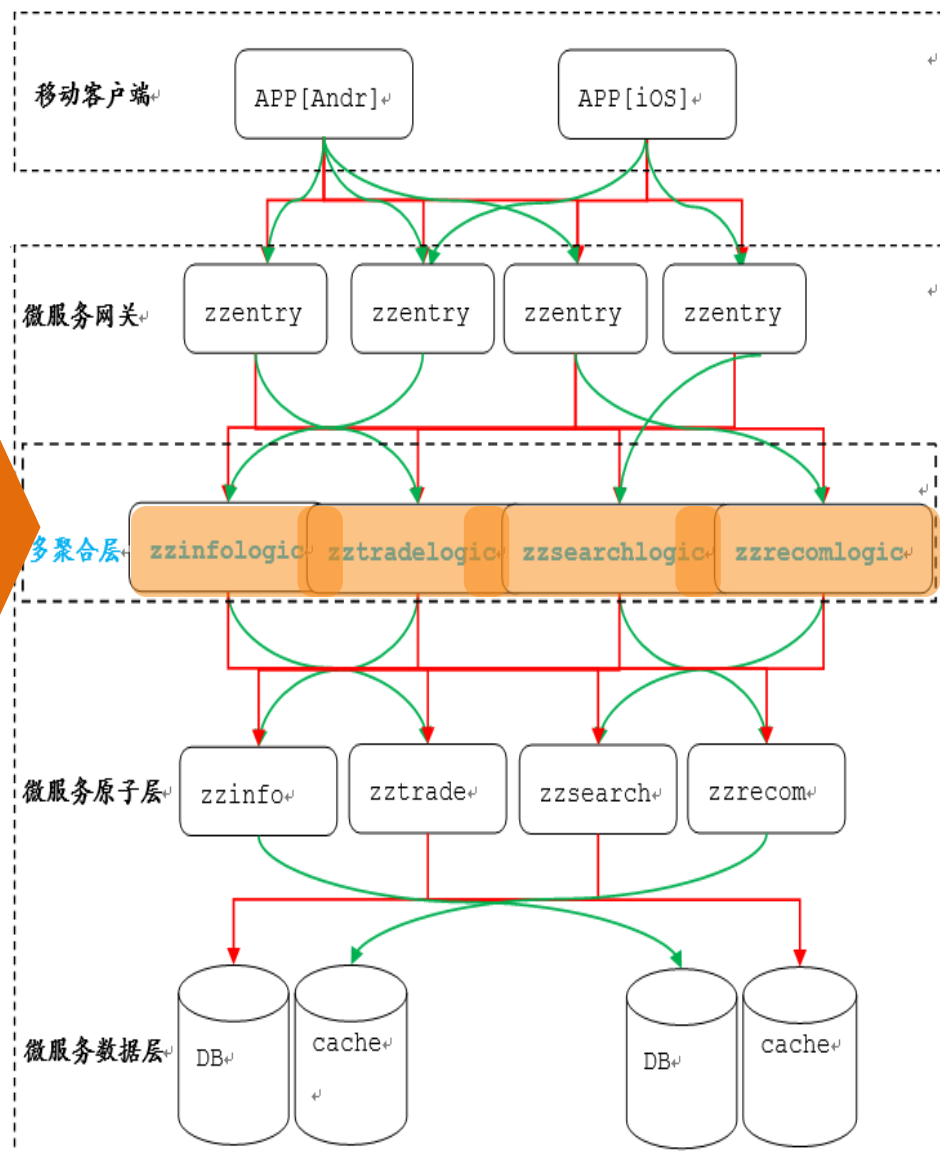 移动客户端
APP[Andr]
APP[iOS]
微服务网关
zzentry
zzentry
zzentry
zzentry
多聚合层
zzinfologic
zztradelogic
zzsearchlogic
zzrecomlogic
微服务原子层
zzinfo
zztrade
zzsearch
zzrecom
微服务数据层
DB
cache
DB
cache